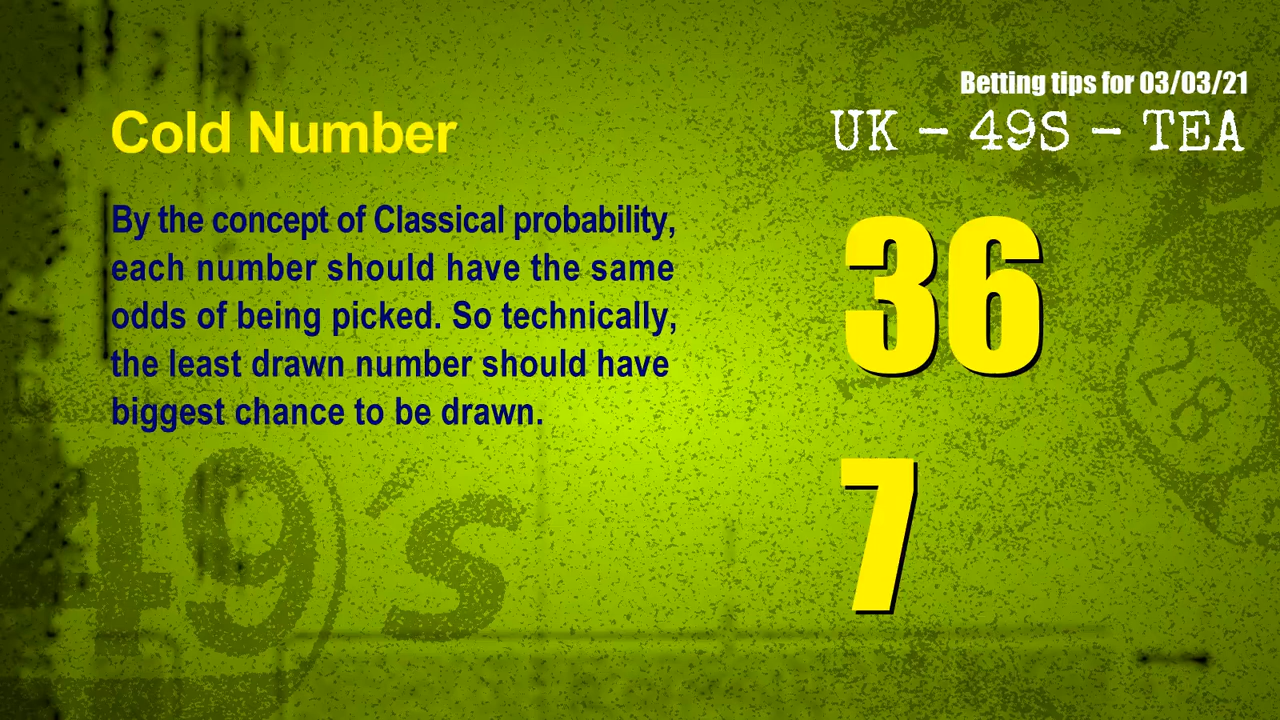 Betting tips for 03/03/21
UK - 49S - TEA
Cold Number
By the concept of Classical probability,
each number should have the same
odds of being picked. So technically,
the least drawn number should have
biggest chance to be drawn.
36
7
49's
28